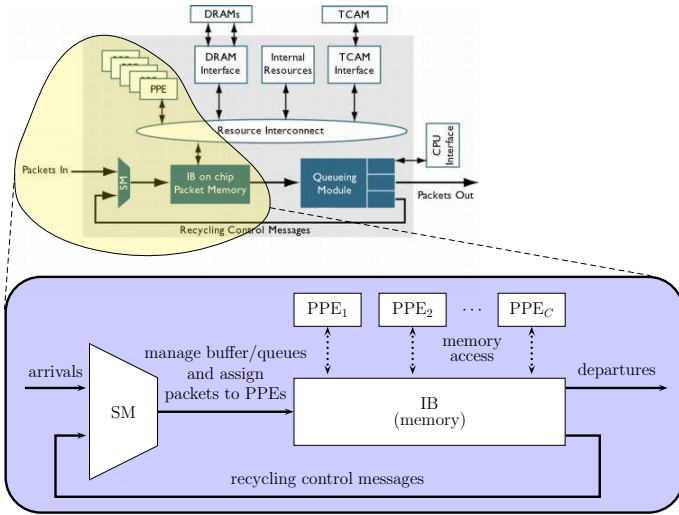 DRAMs
TCAM
DRAM
Interface
Internal
Resources
TCAM
Interface
PPE
Resource Interconnect
CPU
Interface
Packets In
SM
IB on chip
Packet Memory
Queueing
Module
Packets Out
Recycling Control Messages
PPE1
PPE2
...
PPEC
memory
access
manage buffer/queues
and assign
packets to PPEs
arrivals
departures
SM
IB
(memory)
recycling control messages